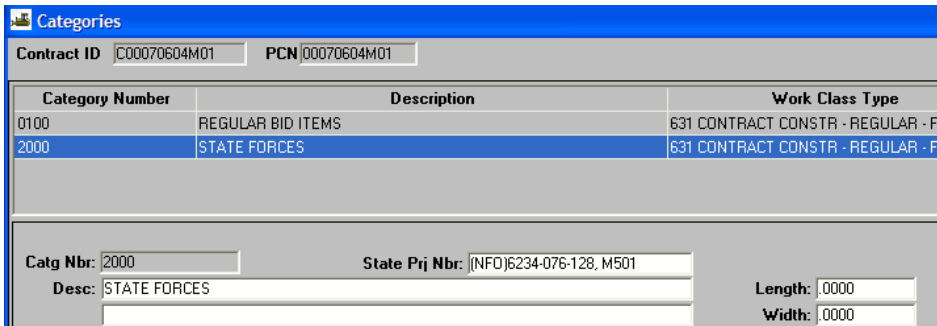 Categories
Contract ID C00070604M01 PCN 00070604M01
Category Number Description Work Class Type
0100 REGULAR BID ITEMS 631 CONTRACT CONSTR - REGULAR - F
2000 STATE FORCES 631 CONTRACT CONSTR - REGULAR - F
Catg Nbr: 2000 State Prj Nbr: (NFO)6234-076-128, M501
Desc: STATE FORCES Length: .0000
Width: .0000